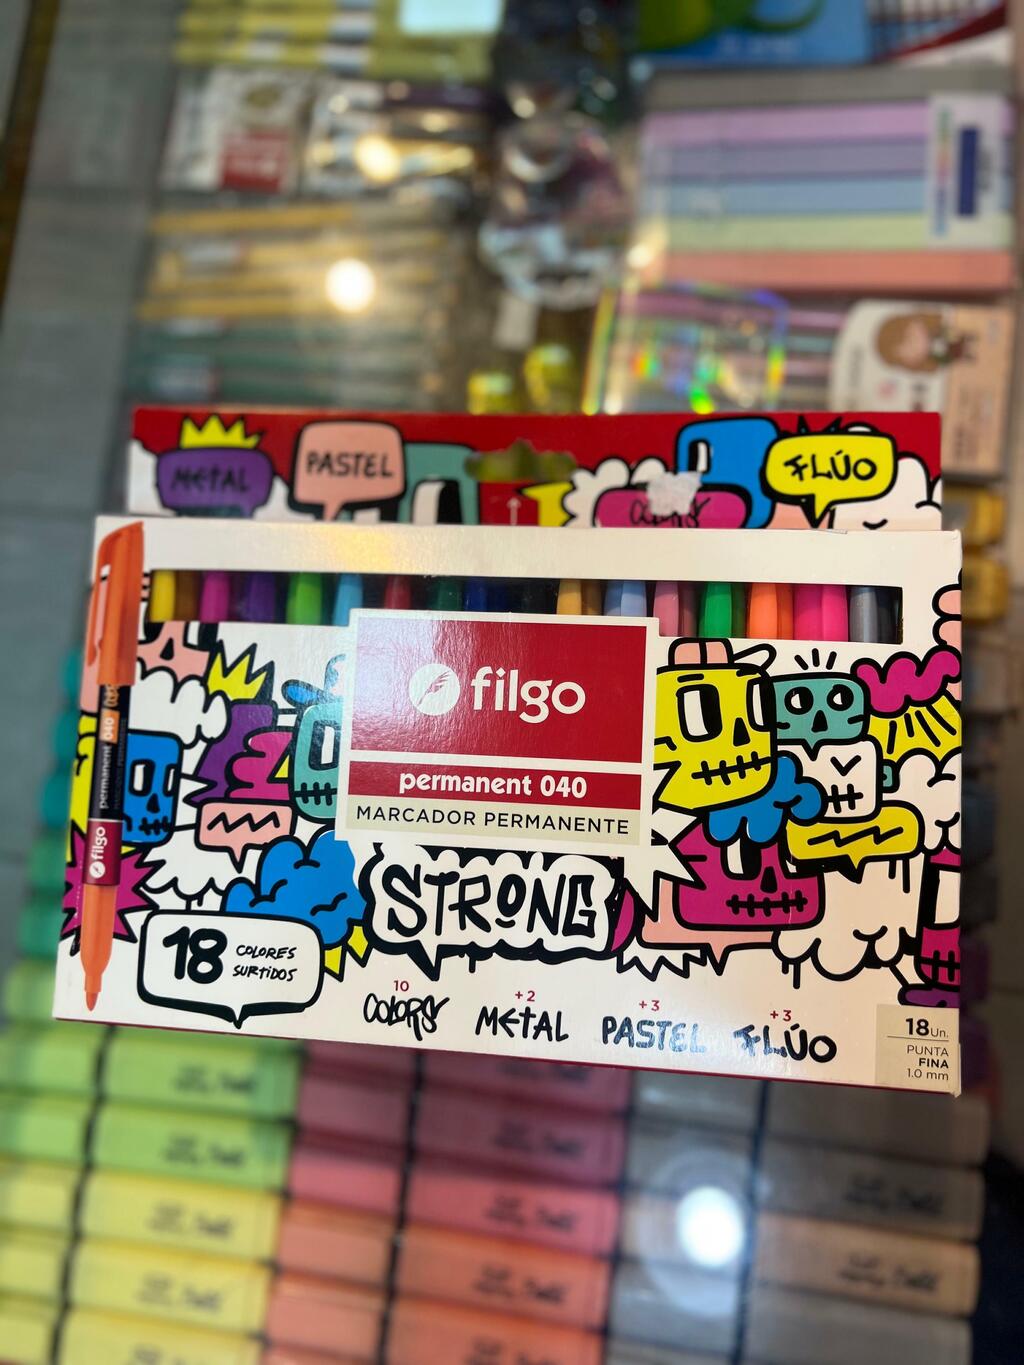 METAL
PASTEL
FLÚO
COLORS
filgo
permanent 040
MARCADOR PERMANENTE
filgo
permanent 040
STRONG
18 COLORES
SURTIDOS
10
COLORS
+2
METAL
+3
PASTEL
+3
FLÚO
18Un.
PUNTA
FINA
1.0 mm